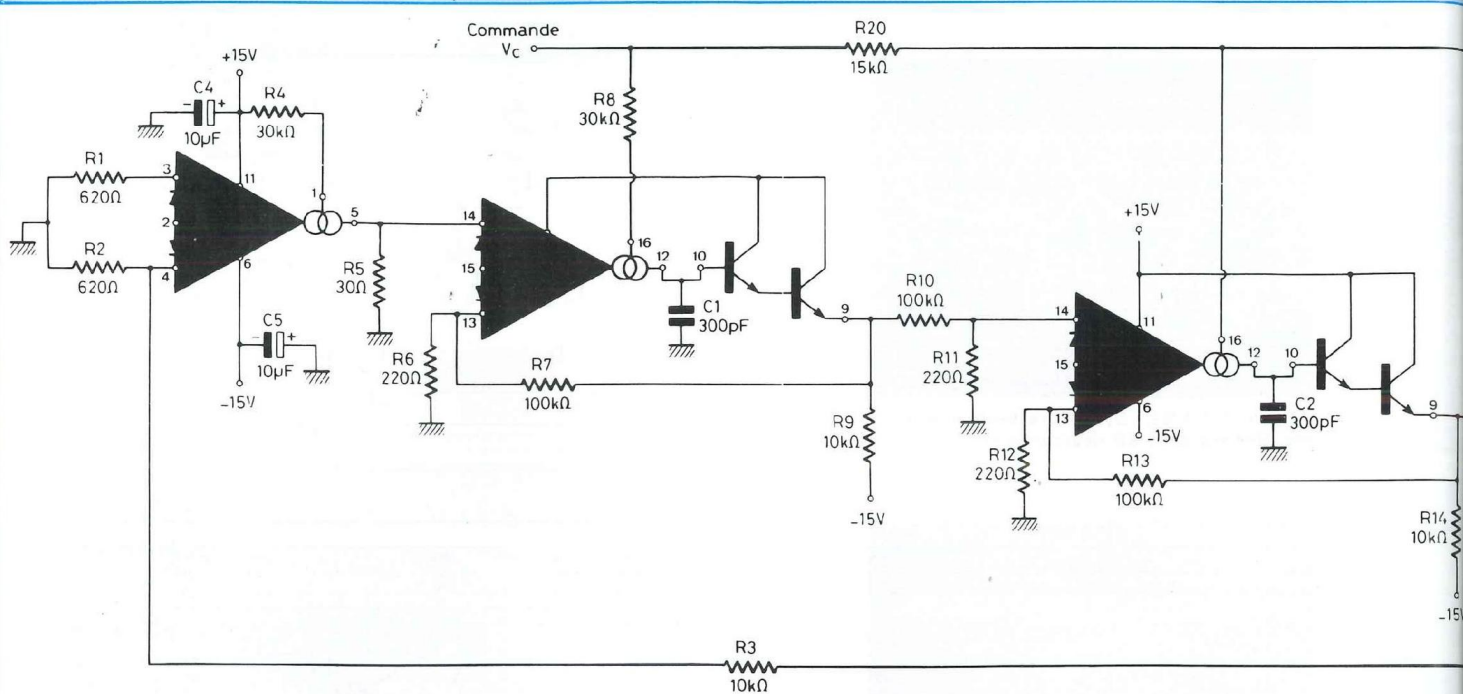 Commande
Vc
R20
15kΩ
+15V
C4
- +
10µF
R4
30kΩ
R8
30kΩ
R1
620Ω
3
11
1
2
5
R2
620Ω
4
6
R5
30Ω
C5
- +
10µF
-15V
14
15
13
16
12
10
C1
300pF
9
R6
220Ω
R7
100kΩ
R9
10kΩ
-15V
R10
100kΩ
R11
220Ω
+15V
14
11
15
13
6
-15V
16
12
10
C2
300pF
9
R12
220Ω
R13
100kΩ
R14
10kΩ
-15V
R3
10kΩ